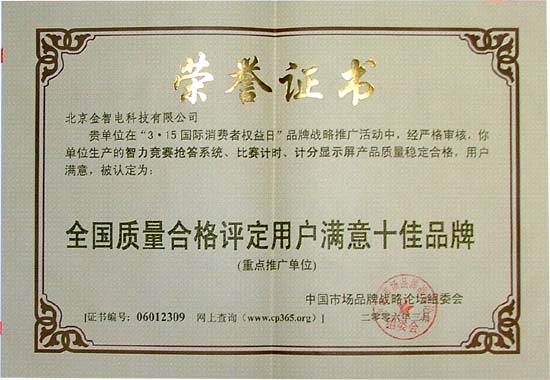 荣誉证书
北京金智电科技有限公司
贵单位在“3·15国际消费者权益日”品牌战略推广活动中，经严格审核，你
单位生产的智力竞赛抢答系统、比赛计时、计分显示屏产品质量稳定合格，用户
满意，被认定为：
全国质量合格评定用户满意十佳品牌
(重点推广单位)
中国市场品牌战略论坛组委会
[证书编号：06012309 网上查询（www.cp365.org）] 二〇〇六年三月
组委会